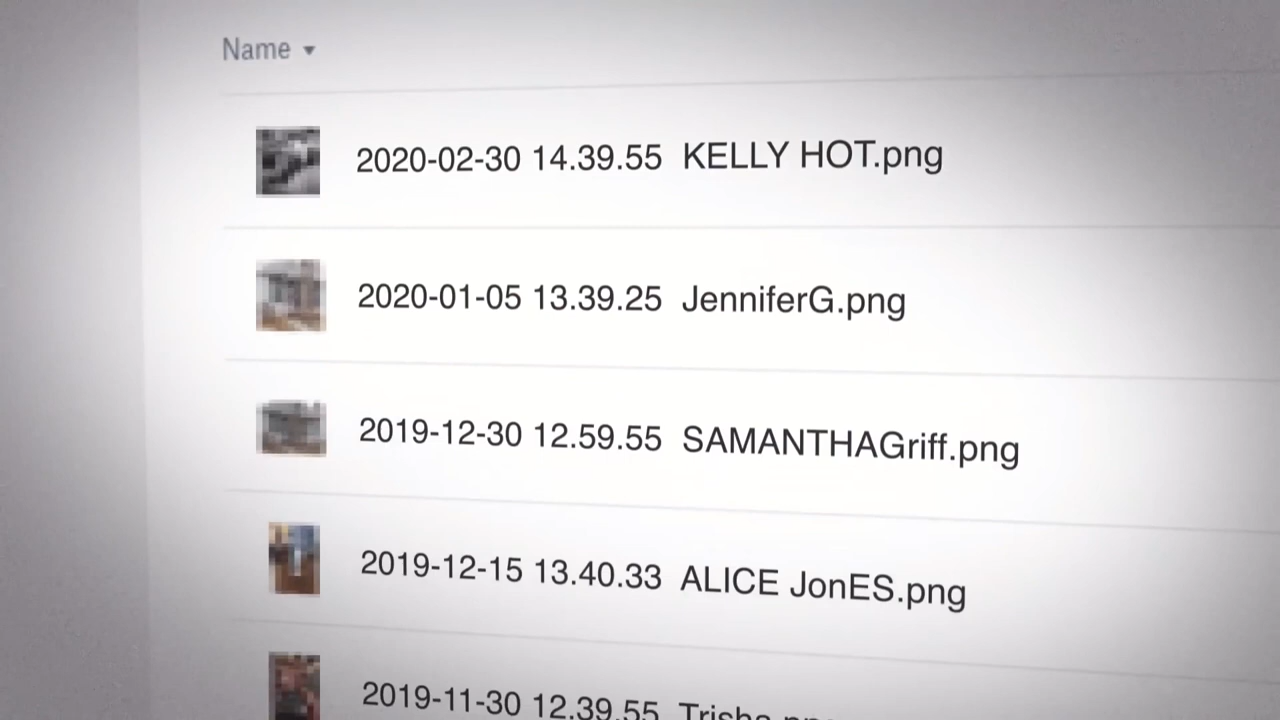 Name
2020-02-30 14.39.55 KELLY HOT.png
2020-01-05 13.39.25 JenniferG.png
2019-12-30 12.59.55 SAMANTHAGriff.png
2019-12-15 13.40.33 ALICE JonES.png
2019-11-30 12.39.55